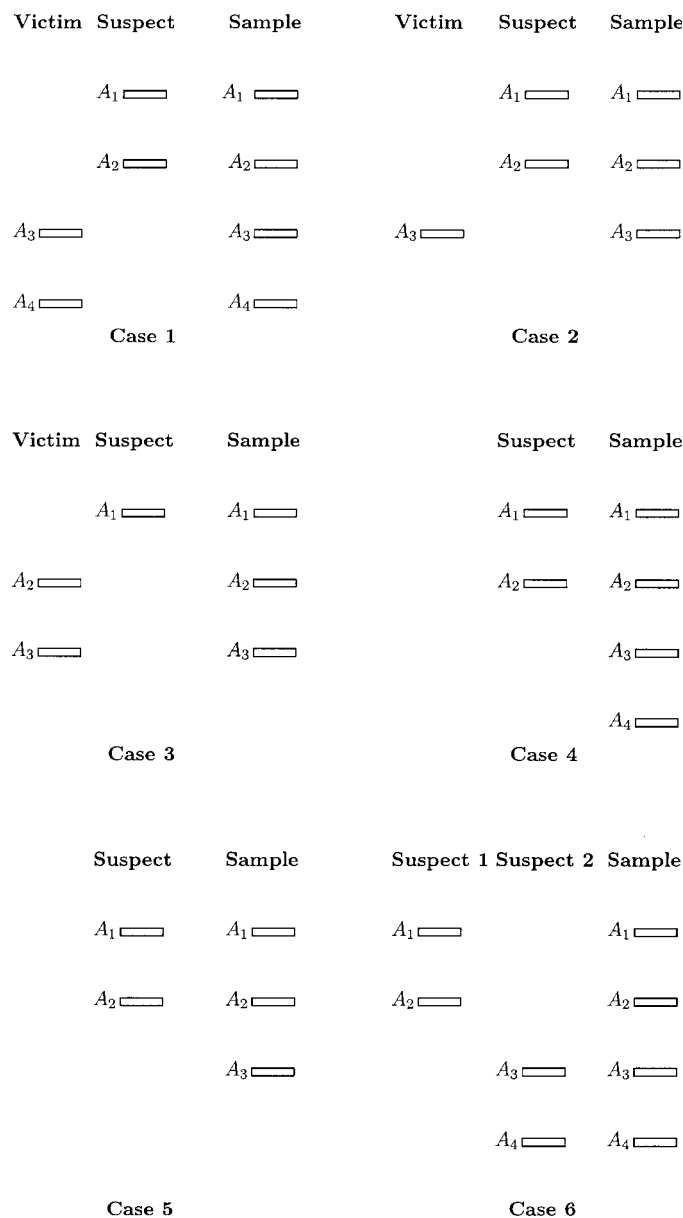 Victim Suspect Sample Victim Suspect Sample
A₁ A₁ A₁ A₁
A₂ A₂ A₂ A₂
A₃ A₃ A₃ A₃
A₄ A₄
Case 1 Case 2
Victim Suspect Sample Suspect Sample
A₁ A₁ A₁ A₁
A₂ A₂ A₂ A₂
A₃ A₃ A₃
A₄
Case 3 Case 4
Suspect Sample Suspect 1 Suspect 2 Sample
A₁ A₁ A₁ A₁
A₂ A₂ A₂ A₂
A₃ A₃ A₃
A₄ A₄
Case 5 Case 6